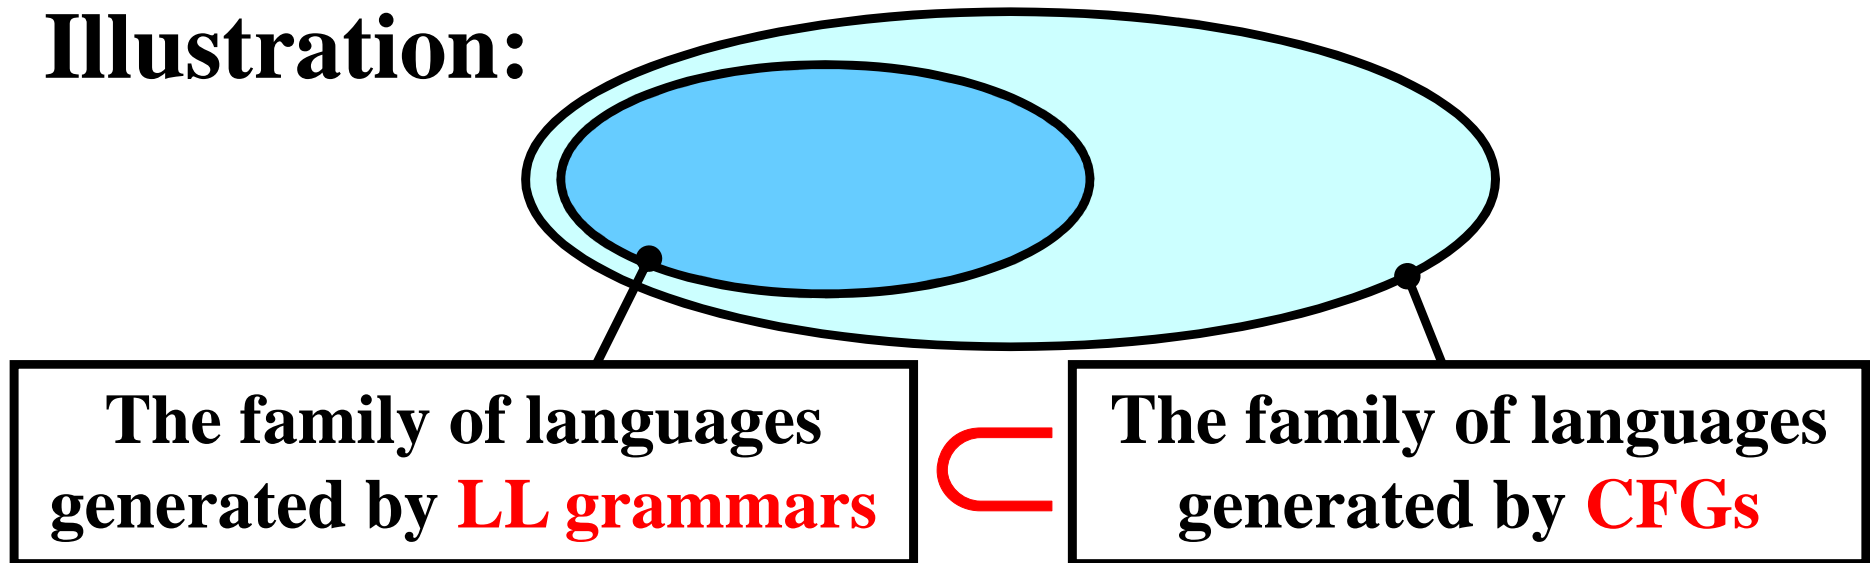 Illustration:
The family of languages
generated by LL grammars
⊂
The family of languages
generated by CFGs